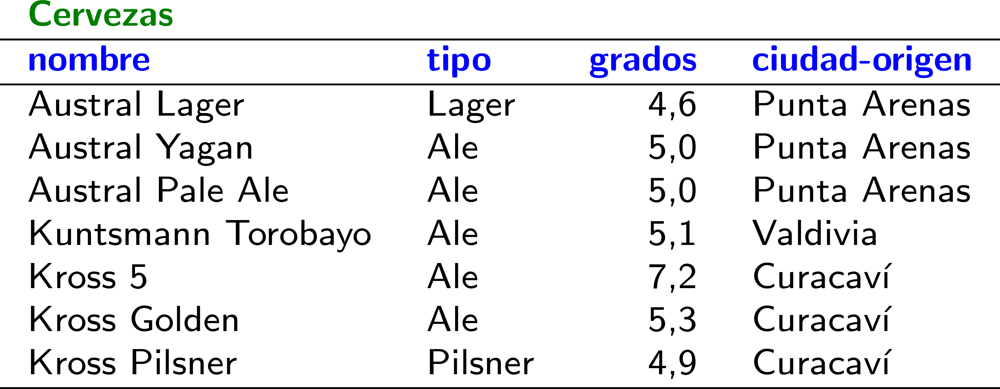 Cervezas
nombre tipo grados ciudad-origen
Austral Lager Lager 4,6 Punta Arenas
Austral Yagan Ale 5,0 Punta Arenas
Austral Pale Ale Ale 5,0 Punta Arenas
Kuntsmann Torobayo Ale 5,1 Valdivia
Kross 5 Ale 7,2 Curacaví
Kross Golden Ale 5,3 Curacaví
Kross Pilsner Pilsner 4,9 Curacaví